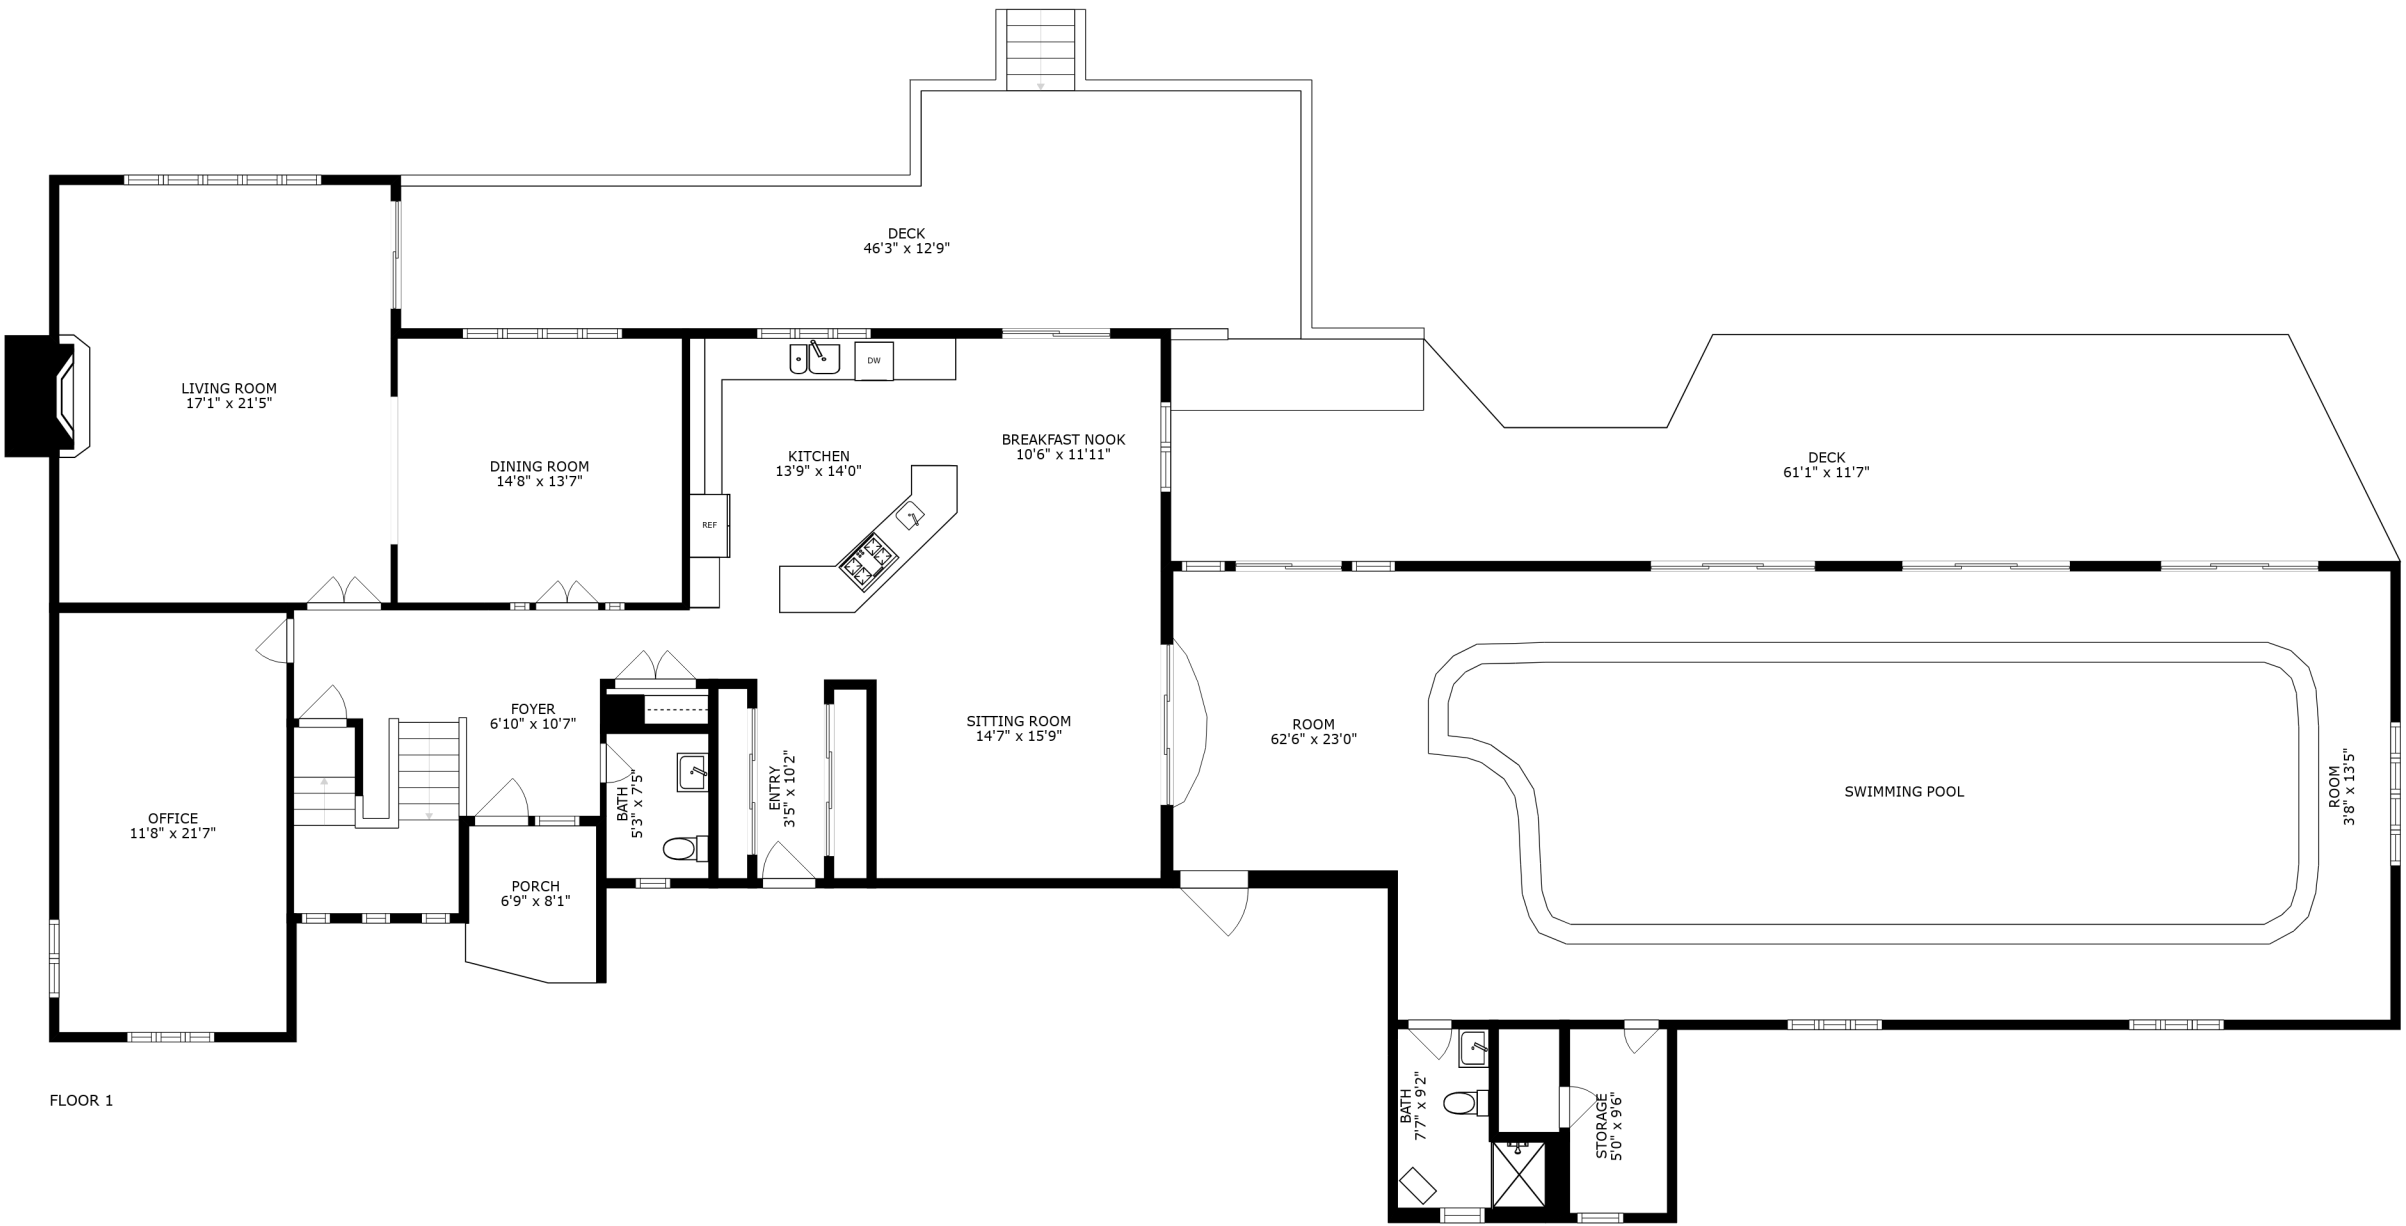 DECK
46'3" x 12'9"
LIVING ROOM
17'1" x 21'5"
DINING ROOM
14'8" x 13'7"
KITCHEN
13'9" x 14'0"
DW
REF
BREAKFAST NOOK
10'6" x 11'11"
DECK
61'1" x 11'7"
OFFICE
11'8" x 21'7"
FOYER
6'10" x 10'7"
PORCH
6'9" x 8'1"
BATH
5'3" x 7'5"
ENTRY
3'5" x 10'2"
SITTING ROOM
14'7" x 15'9"
ROOM
62'6" x 23'0"
SWIMMING POOL
ROOM
3'8" x 13'5"
BATH
7'7" x 9'2"
STORAGE
5'0" x 9'6"
FLOOR 1